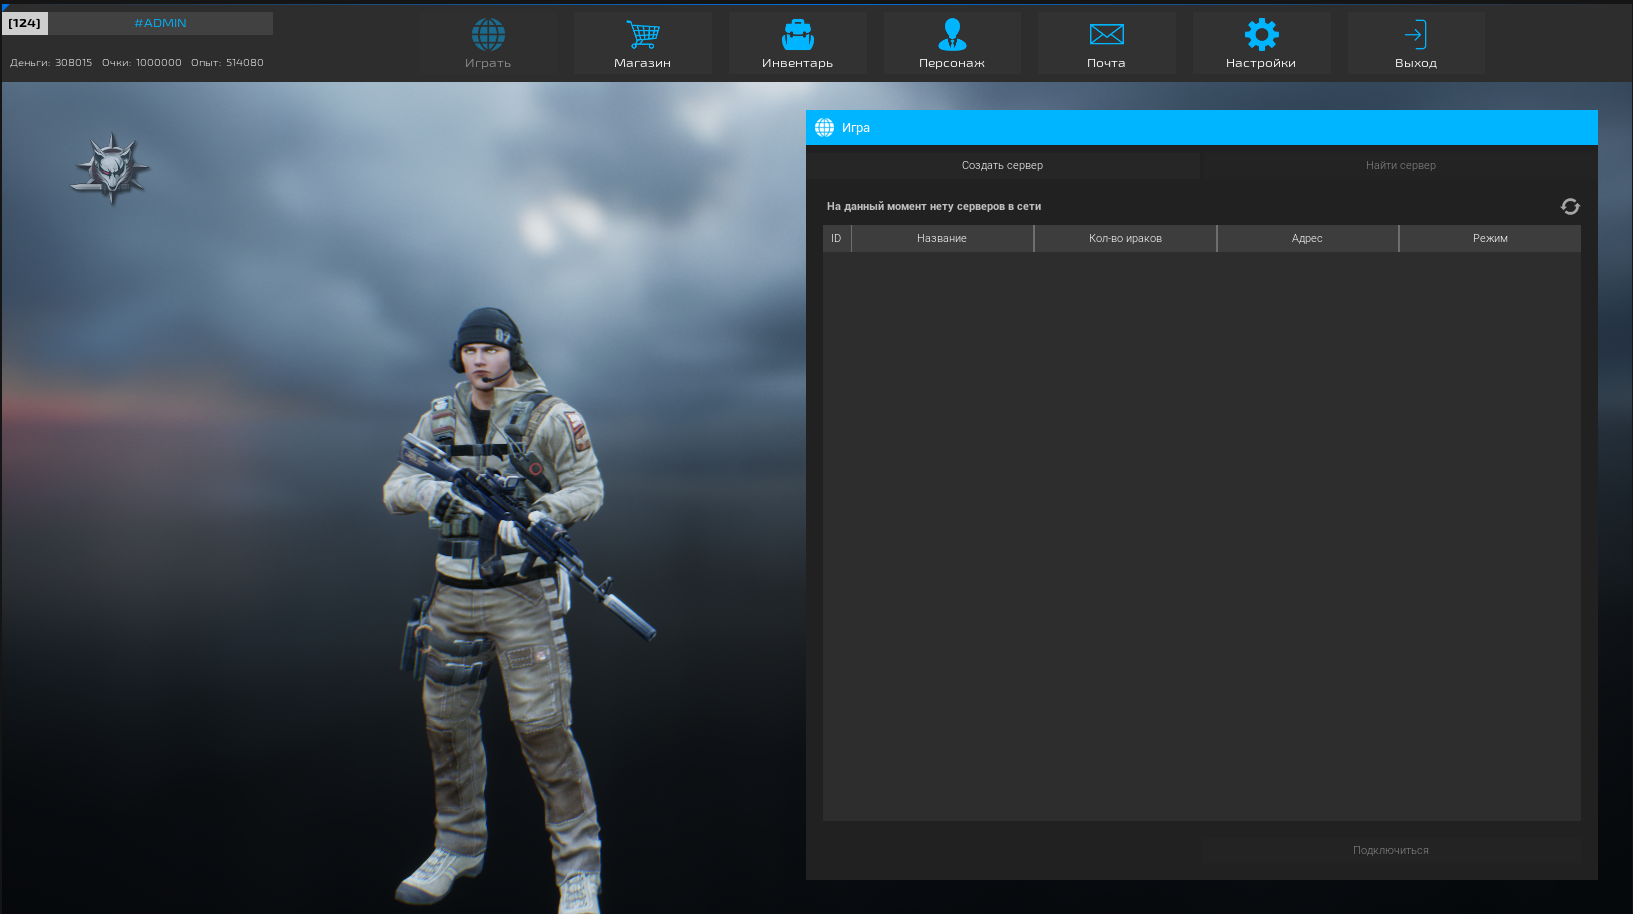 [124] #ADMIN
Деньги: 308015 Очки: 1000000 Опыт: 514080
Играть Магазин Инвентарь Персонаж Почта Настройки Выход
Игра
Создать сервер Найти сервер
На данный момент нету серверов в сети
ID Название Кол-во ираков Адрес Режим
Подключиться